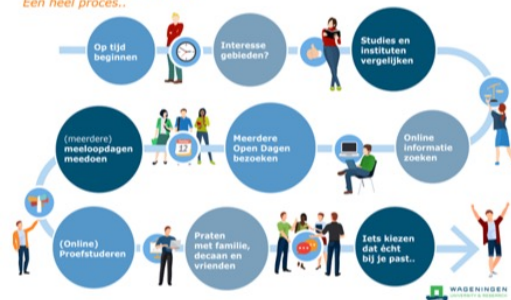 Een heel proces..
Op tijd
beginnen
Interesse
gebieden?
Studies en
instituten
vergelijken
(meerdere)
meeloopdagen
meedoen
12
Meerdere
Open Dagen
bezoeken
Online
informatie
zoeken
(Online)
Proefstuderen
Praten
met familie,
decaan en
vrienden
Iets kiezen
dat écht
bij je past..
WAGENINGEN
UNIVERSITY & RESEARCH